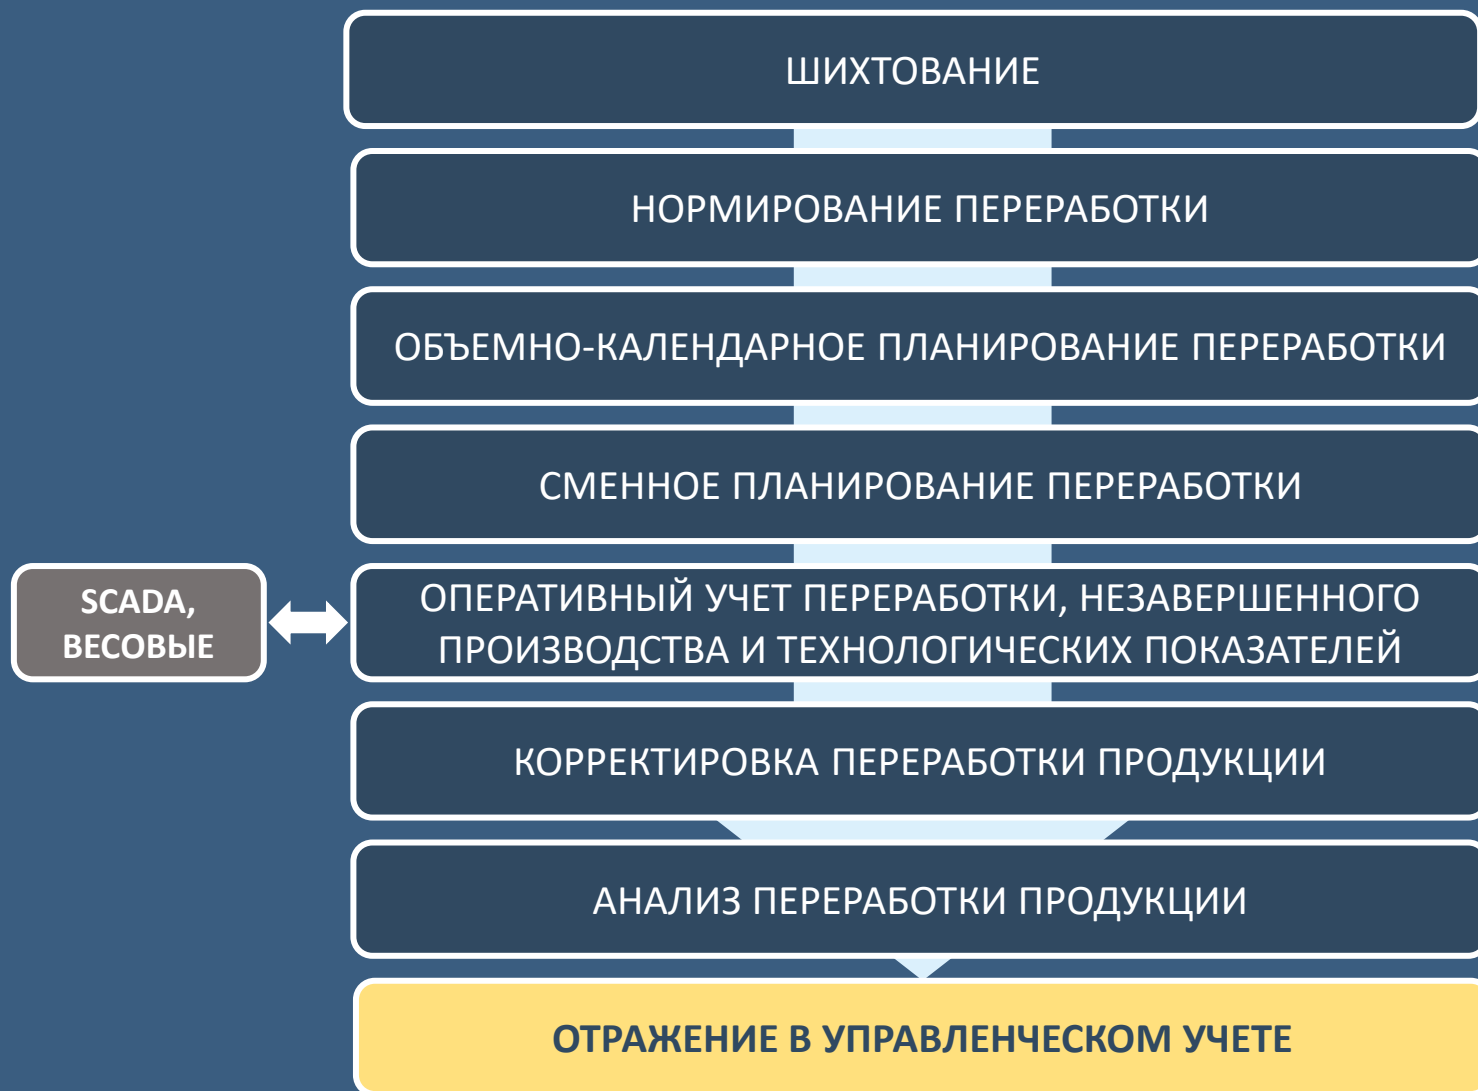 ШИХТОВАНИЕ
НОРМИРОВАНИЕ ПЕРЕРАБОТКИ
ОБЪЕМНО-КАЛЕНДАРНОЕ ПЛАНИРОВАНИЕ ПЕРЕРАБОТКИ
СМЕННОЕ ПЛАНИРОВАНИЕ ПЕРЕРАБОТКИ
SCADA,
ВЕСОВЫЕ
ОПЕРАТИВНЫЙ УЧЕТ ПЕРЕРАБОТКИ, НЕЗАВЕРШЕННОГО
ПРОИЗВОДСТВА И ТЕХНОЛОГИЧЕСКИХ ПОКАЗАТЕЛЕЙ
КОРРЕКТИРОВКА ПЕРЕРАБОТКИ ПРОДУКЦИИ
АНАЛИЗ ПЕРЕРАБОТКИ ПРОДУКЦИИ
ОТРАЖЕНИЕ В УПРАВЛЕНЧЕСКОМ УЧЕТЕ